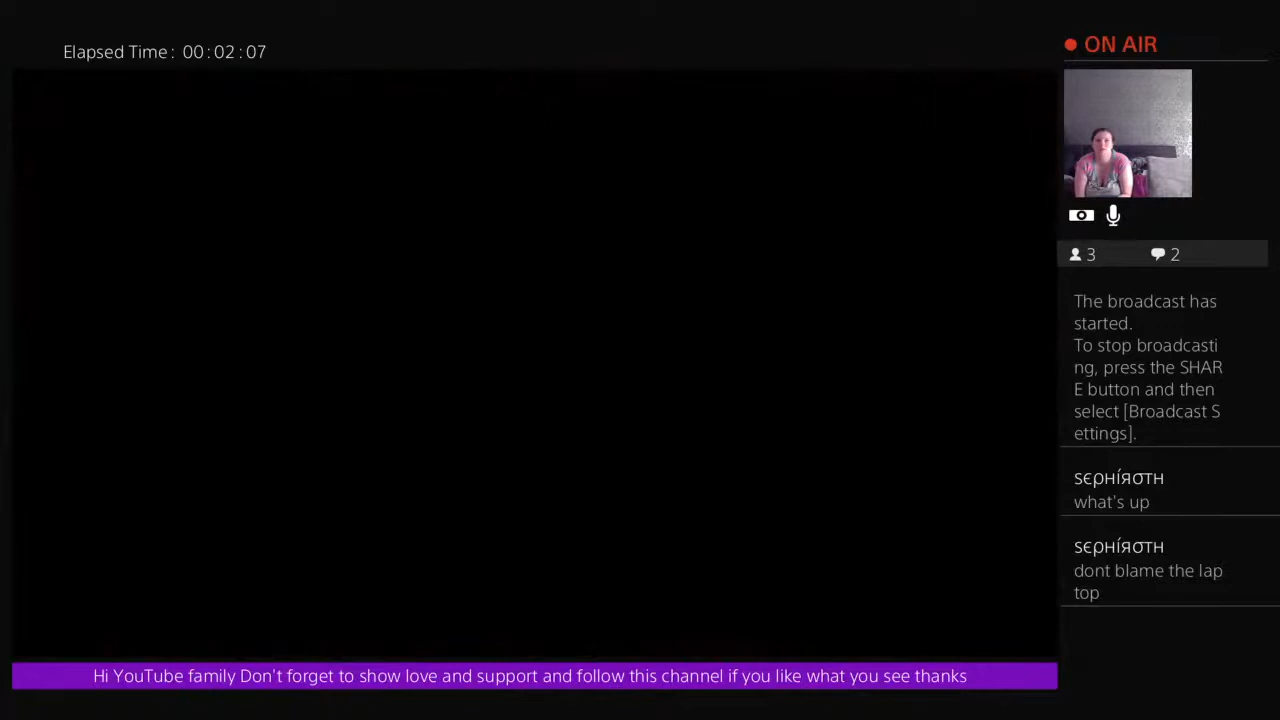 Elapsed Time: 00:02:07
ON AIR
3 2
The broadcast has
started.
To stop broadcasti
ng, press the SHAR
E button and then
select [Broadcast S
ettings].
ѕєρнíяσтн
what's up
ѕєρнíяσтн
dont blame the lap
top
Hi YouTube family Don't forget to show love and support and follow this channel if you like what you see thanks